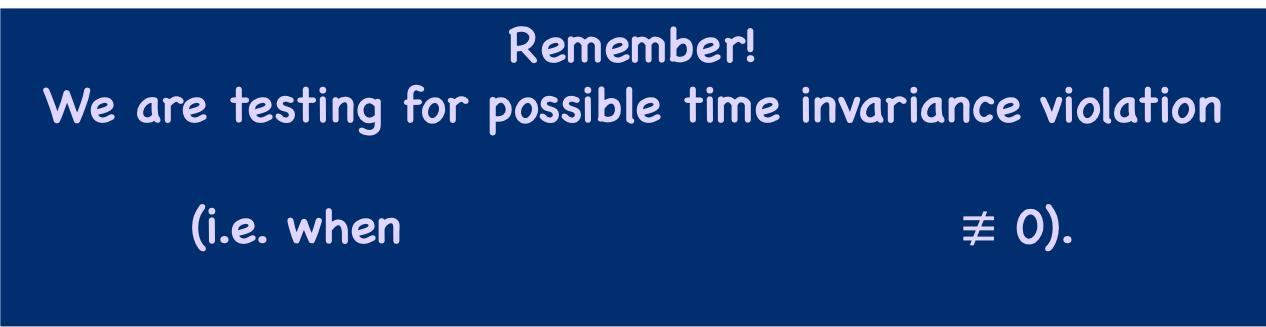 Remember!
We are testing for possible time invariance violation
(i.e. when ≢ 0).